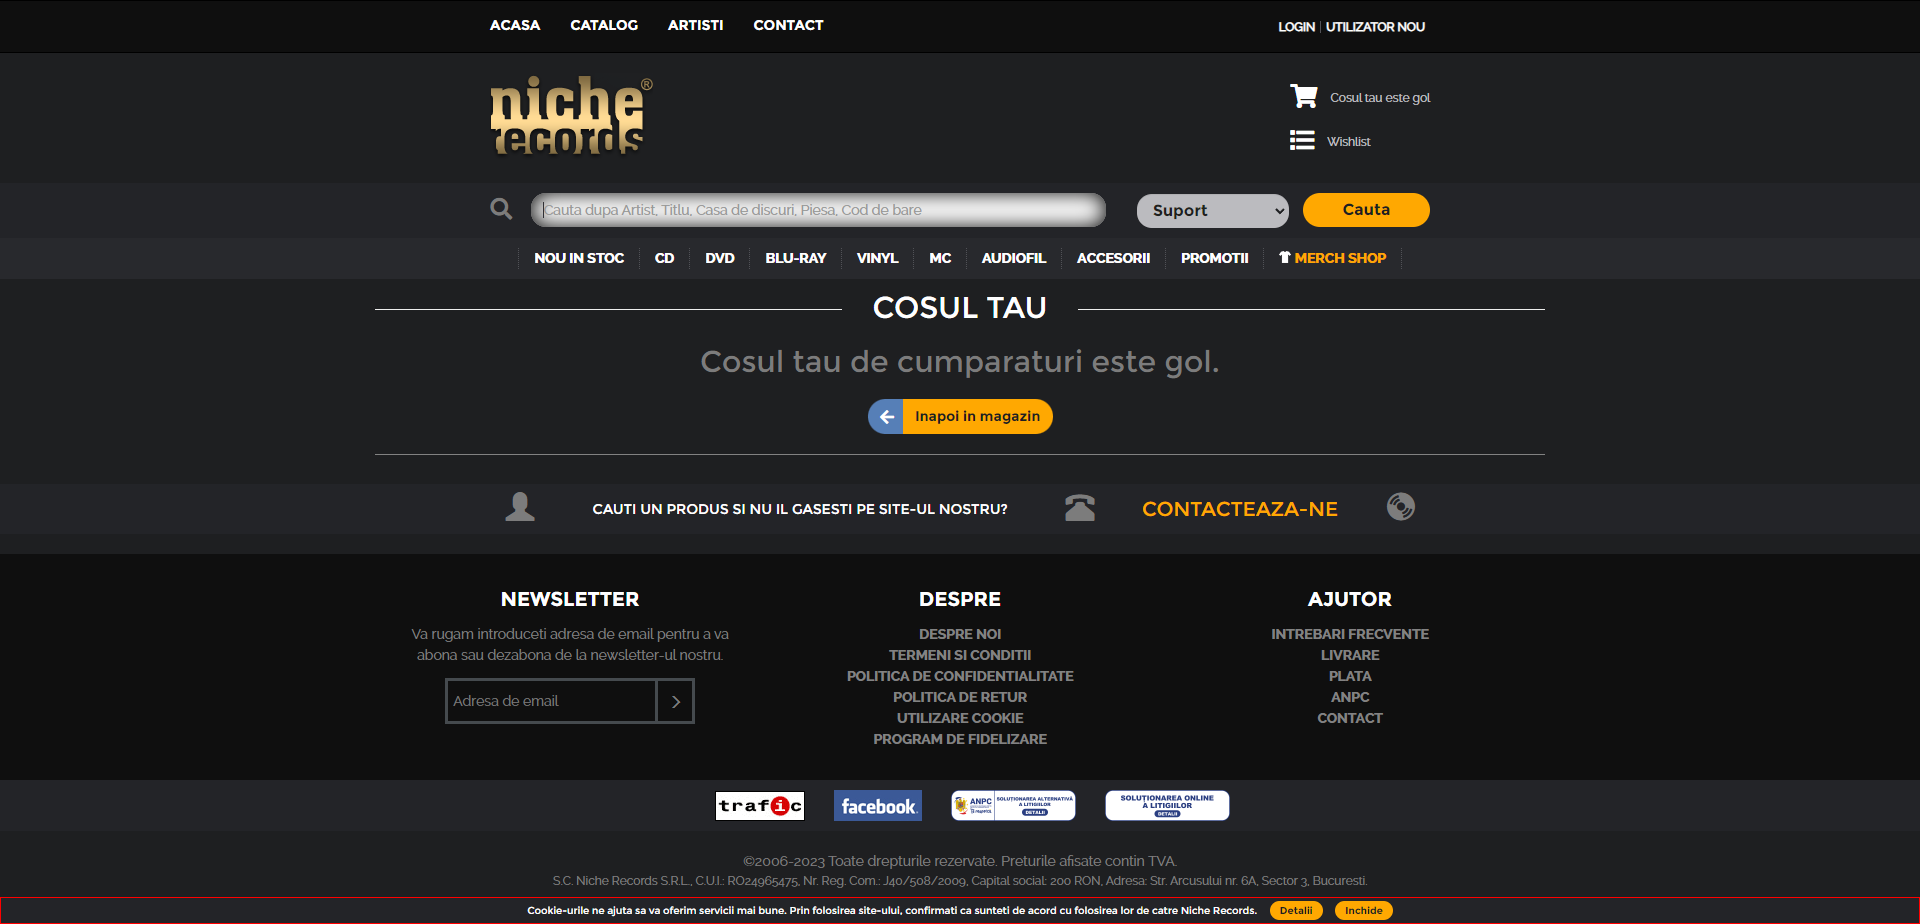 ACASA CATALOG ARTISTI CONTACT
LOGIN UTILIZATOR NOU
niche ®
records
Cosul tau este gol
Wishlist
Cauta dupa Artist, Titlu, Casa de discuri, Piesa, Cod de bare
Suport
Cauta
NOU IN STOC CD DVD BLU-RAY VINYL MC AUDIOFIL ACCESORII PROMOTII MERCH SHOP
COSUL TAU
Cosul tau de cumparaturi este gol.
Inapoi in magazin
CAUTI UN PRODUS SI NU IL GASESTI PE SITE-UL NOSTRU?
CONTACTEAZA-NE
NEWSLETTER
Va rugam introduceti adresa de email pentru a va
abona sau dezabona de la newsletter-ul nostru.
Adresa de email
DESPRE
DESPRE NOI
TERMENI SI CONDITII
POLITICA DE CONFIDENTIALITATE
POLITICA DE RETUR
UTILIZARE COOKIE
PROGRAM DE FIDELIZARE
AJUTOR
INTREBARI FRECVENTE
LIVRARE
PLATA
ANPC
CONTACT
trafic
facebook.
ANPC
SOLUȚIONAREA ALTERNATIVĂ
A LITIGIILOR
DETALII
SOLUȚIONAREA ONLINE
A LITIGIILOR
DETALII
©2006-2023 Toate drepturile rezervate. Preturile afisate contin TVA.
S.C. Niche Records S.R.L., C.U.I.: RO24965475, Nr. Reg. Com.: J40/508/2009, Capital social: 200 RON, Adresa: Str. Arcusului nr. 6A, Sector 3, Bucuresti.
Cookie-urile ne ajuta sa va oferim servicii mai bune. Prin folosirea site-ului, confirmati ca sunteti de acord cu folosirea lor de catre Niche Records.
Detalii
Inchide